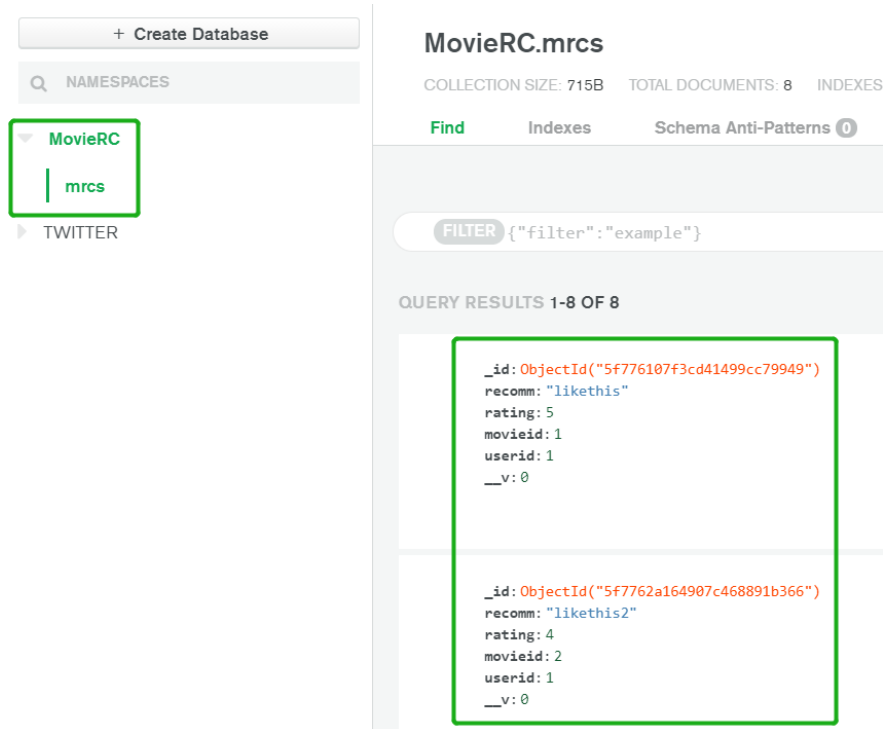 + Create Database
NAMESPACES
MovieRC
mrcs
TWITTER
MovieRC.mrcs
COLLECTION SIZE: 715B TOTAL DOCUMENTS: 8 INDEXES
Find Indexes Schema Anti-Patterns 0
FILTER {"filter":"example"}
QUERY RESULTS 1-8 OF 8
_id: ObjectId("5f776107f3cd41499cc79949")
recomm: "likethis"
rating: 5
movieid: 1
userid: 1
__v: 0
_id: ObjectId("5f7762a164907c468891b366")
recomm: "likethis2"
rating: 4
movieid: 2
userid: 1
__v: 0